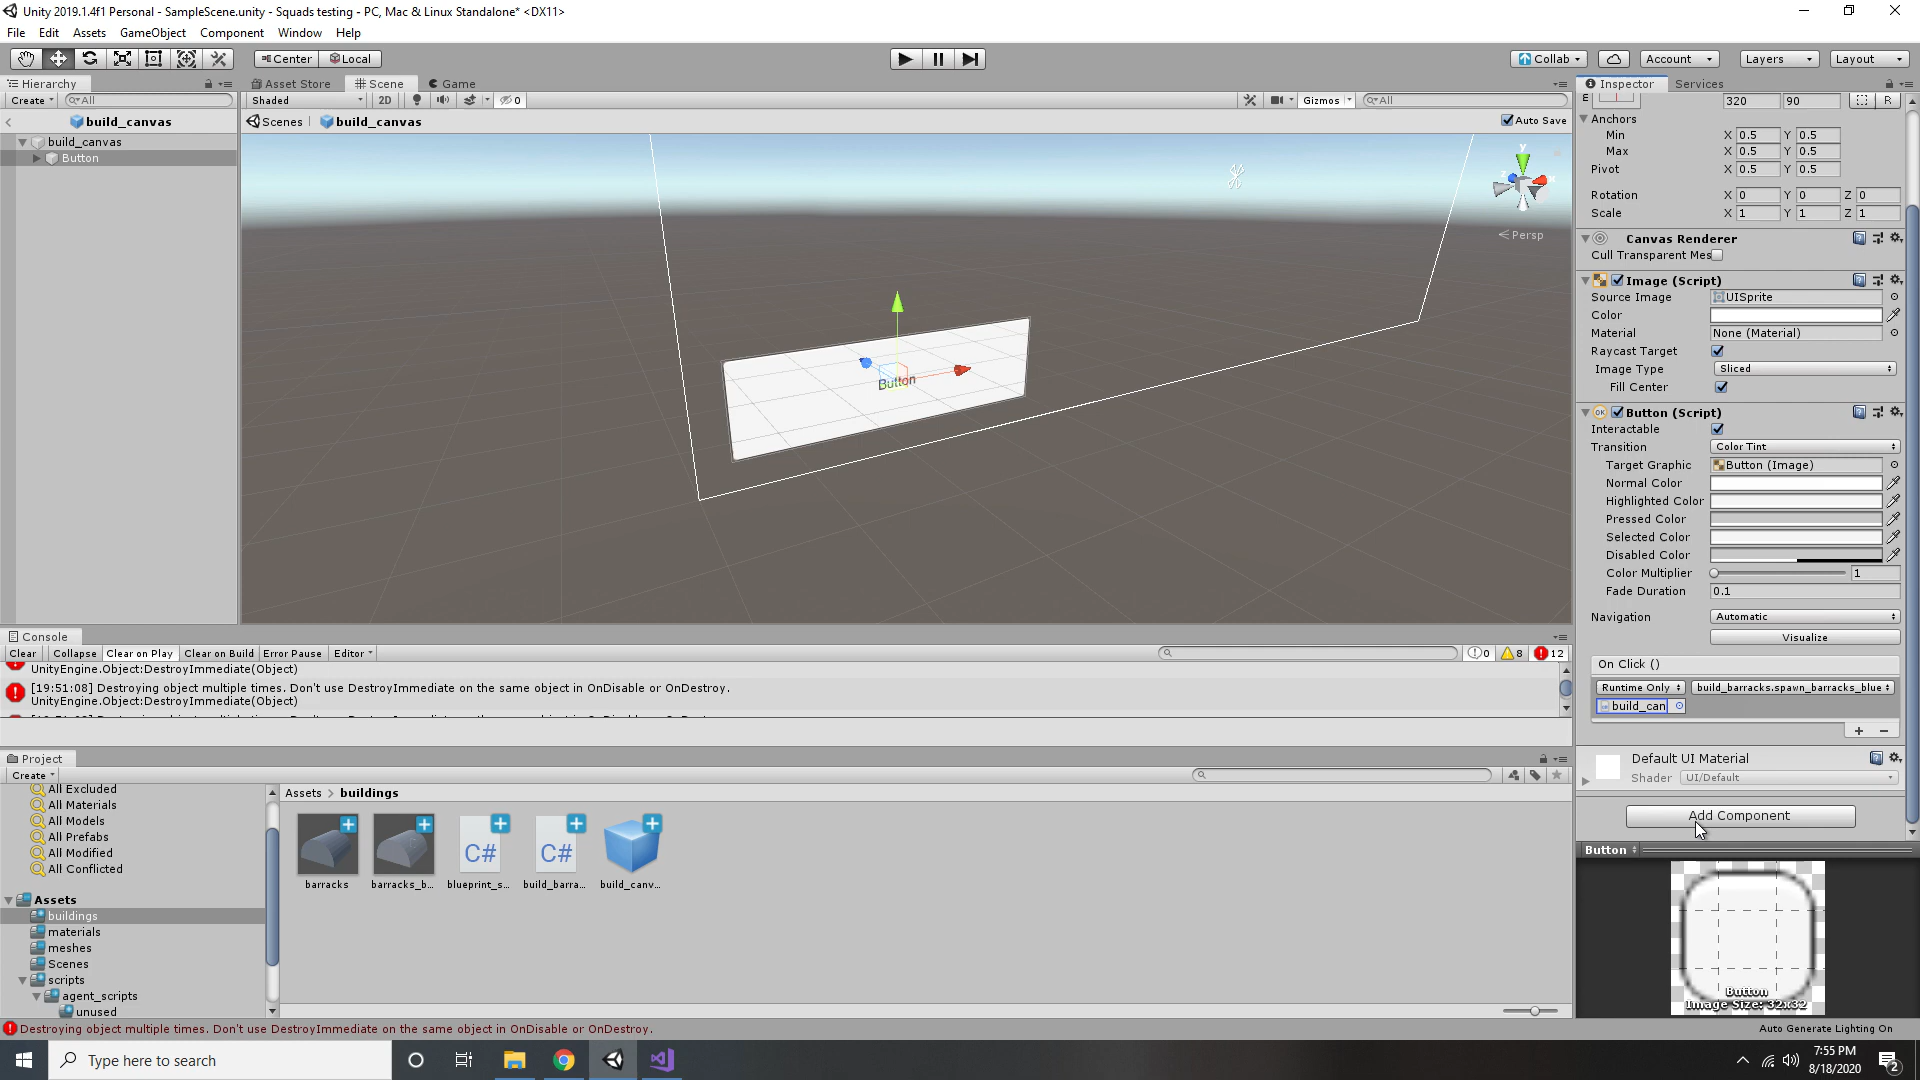 Unity 2019.1.4f1 Personal - SampleScene.unity - Squads testing - PC, Mac & Linux Standalone* <DX11>
File Edit Assets GameObject Component Window Help
Center Local Collab Account Layers Layout
Hierarchy Asset Store Scene Game Inspector Services
Create All Shaded 2D 0 Gizmos All 320 90 R
build_canvas Scenes build_canvas Auto Save
build_canvas
Button
y
Persp
Button
Anchors
Min X 0.5 Y 0.5
Max X 0.5 Y 0.5
Pivot X 0.5 Y 0.5
Rotation X 0 Y 0 Z 0
Scale X 1 Y 1 Z 1
Canvas Renderer
Cull Transparent Mes
Image (Script)
Source Image UISprite
Color
Material None (Material)
Raycast Target
Image Type Sliced
Fill Center
Button (Script)
Interactable
Transition Color Tint
Target Graphic Button (Image)
Normal Color
Highlighted Color
Pressed Color
Selected Color
Disabled Color
Color Multiplier 1
Fade Duration 0.1
Navigation Automatic
Visualize
On Click ()
Runtime Only build_barracks.spawn_barracks_blue
build_can
Default UI Material
Shader UI/Default
Add Component
Button
Button
Image Size: 32x32
Console
Clear Collapse Clear on Play Clear on Build Error Pause Editor 0 8 12
UnityEngine.Object:DestroyImmediate(Object)
[19:51:08] Destroying object multiple times. Don't use DestroyImmediate on the same object in OnDisable or OnDestroy.
UnityEngine.Object:DestroyImmediate(Object)
Project
Create
All Excluded
All Materials
All Models
All Prefabs
All Modified
All Conflicted
Assets
buildings
materials
meshes
Scenes
scripts
agent_scripts
unused
Assets > buildings
C# C#
barracks barracks_b... blueprint_s... build_barra... build_canv...
Destroying object multiple times. Don't use DestroyImmediate on the same object in OnDisable or OnDestroy.
Auto Generate Lighting On
Type here to search
7:55 PM
8/18/2020
2